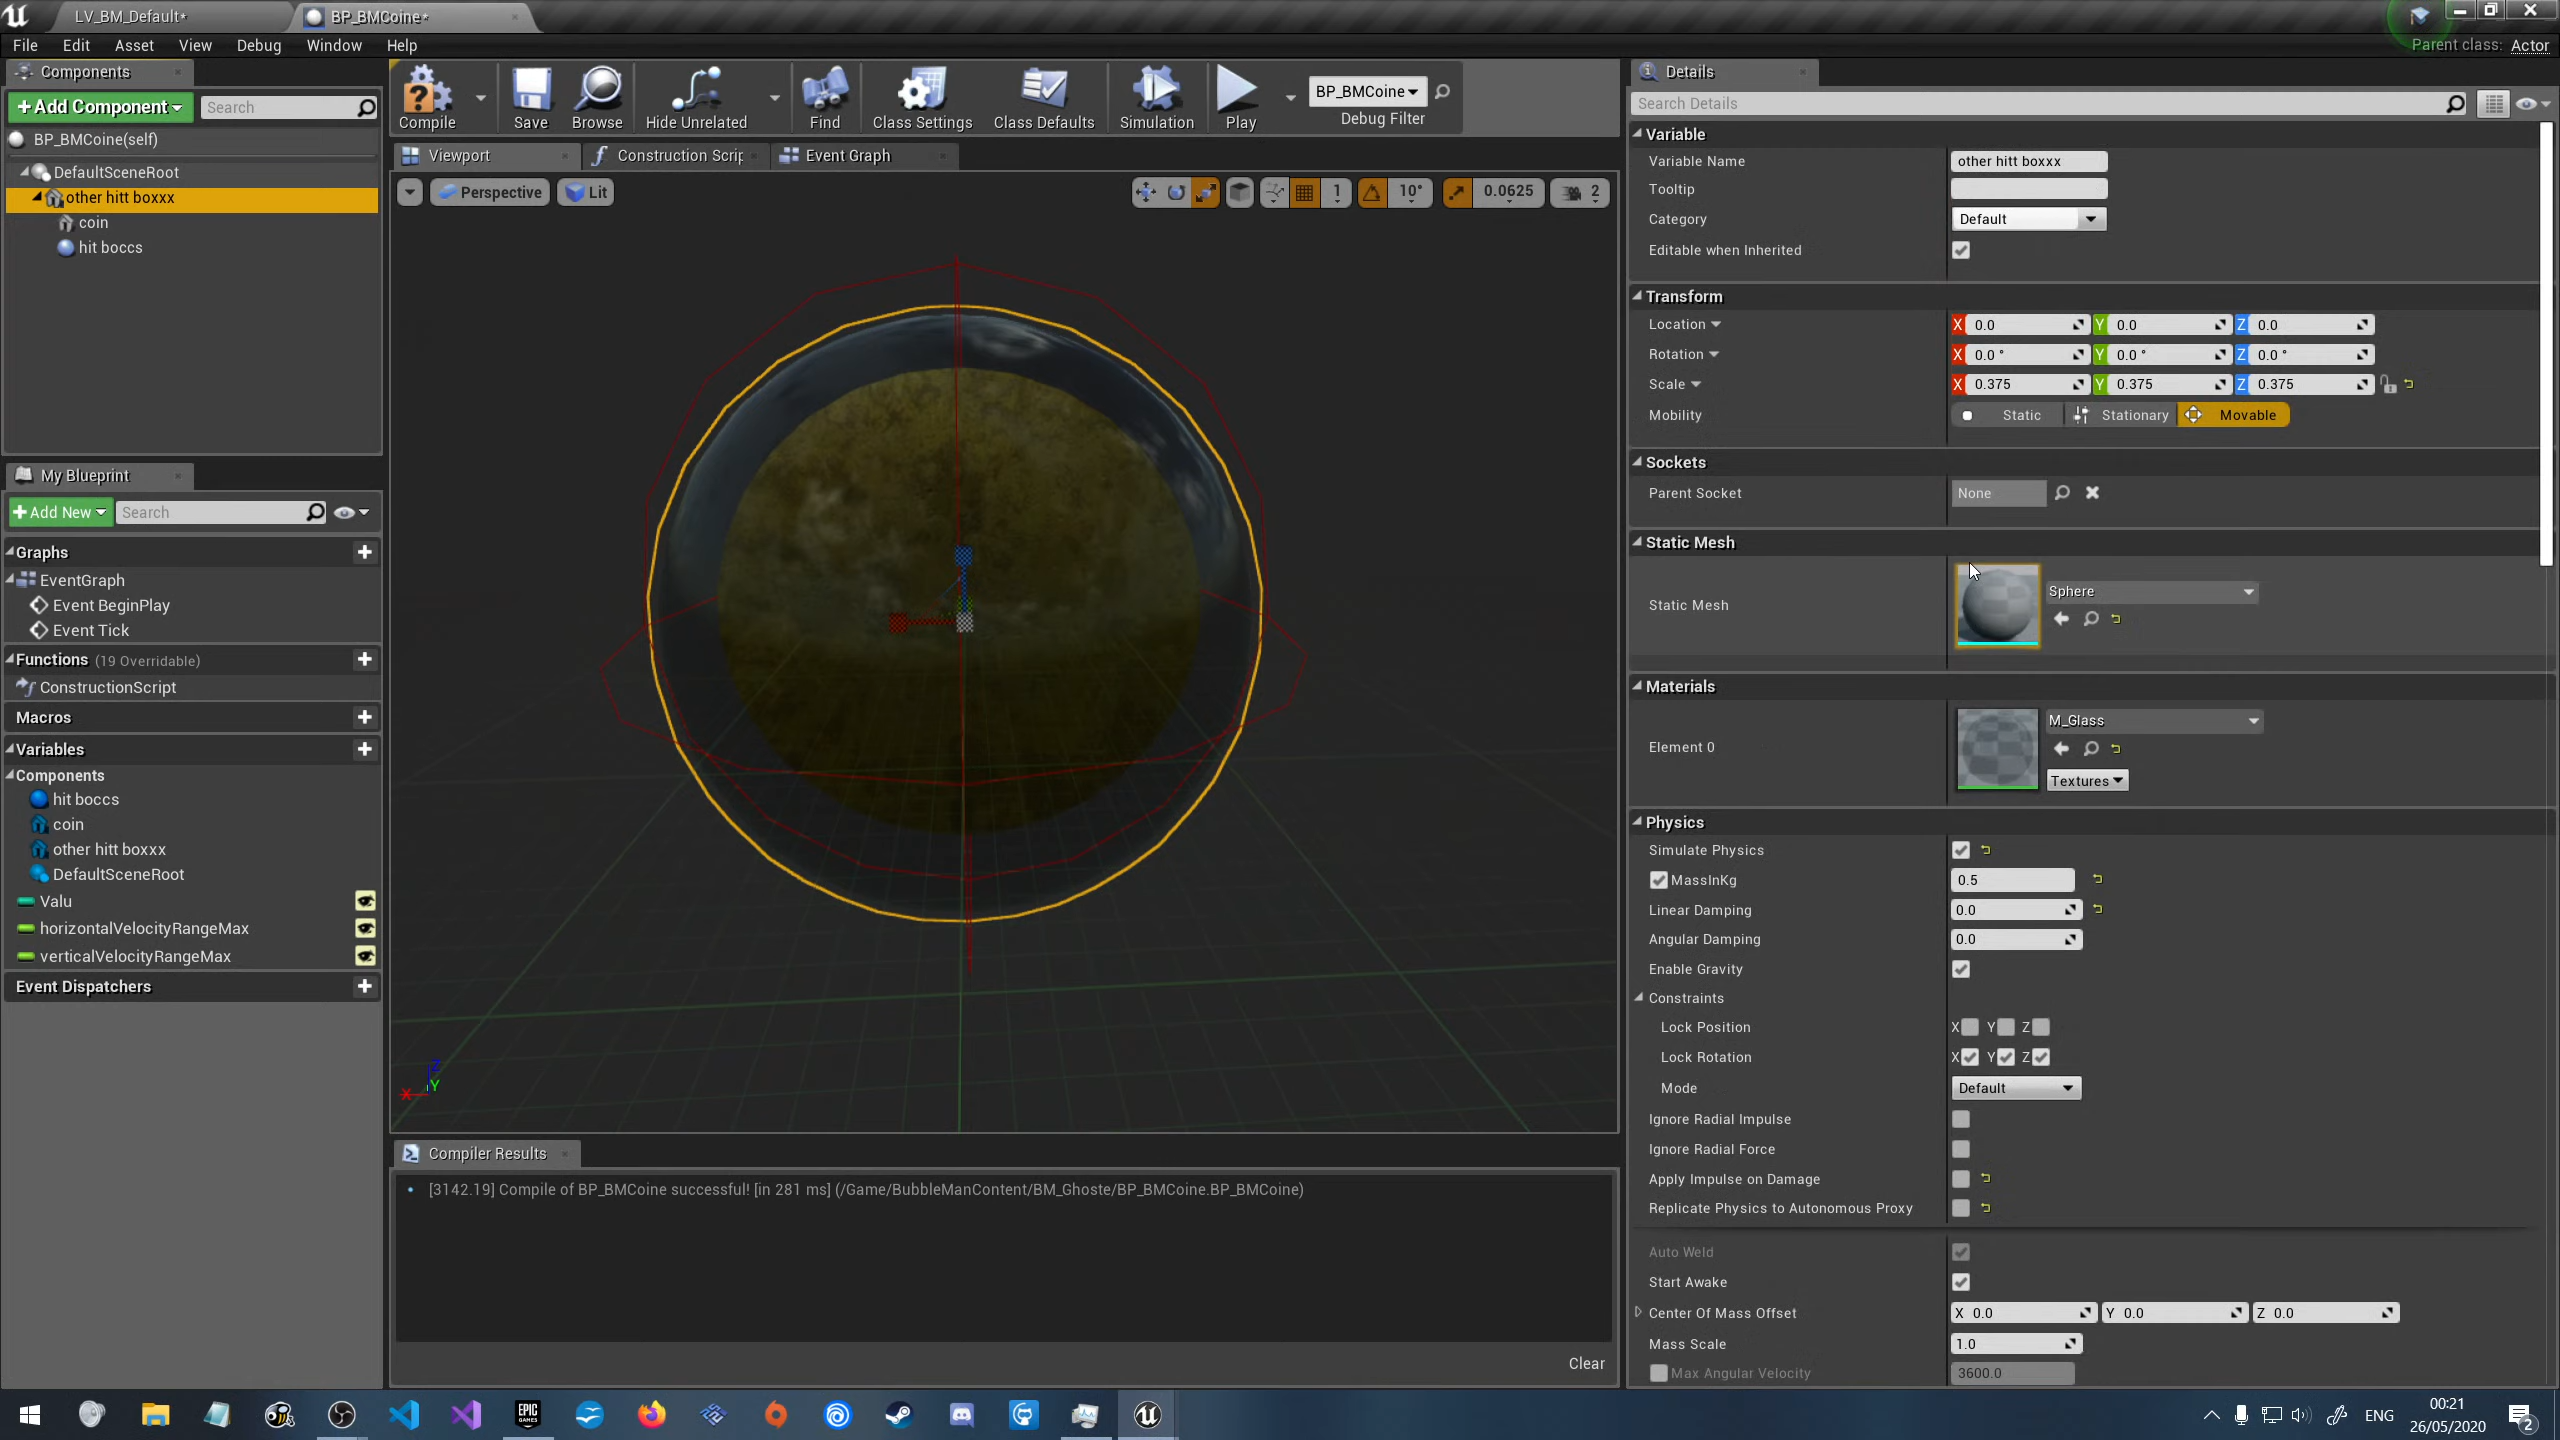 LV_BM_Default*
BP_BMCoine*
File Edit Asset View Debug Window Help
Parent class: Actor
Components
+Add Component
Search
BP_BMCoine(self)
DefaultSceneRoot
other hitt boxxx
coin
hit boccs
My Blueprint
+Add New
Search
Graphs
EventGraph
Event BeginPlay
Event Tick
Functions (19 Overridable)
ConstructionScript
Macros
Variables
Components
hit boccs
coin
other hitt boxxx
DefaultSceneRoot
Valu
horizontalVelocityRangeMax
verticalVelocityRangeMax
Event Dispatchers
Compile Save Browse Hide Unrelated Find Class Settings Class Defaults Simulation Play
BP_BMCoine
Debug Filter
Viewport Construction Scrip Event Graph
Perspective Lit 1 10° 0.0625 2
Z
X Y
Compiler Results
[3142.19] Compile of BP_BMCoine successful! [in 281 ms] (/Game/BubbleManContent/BM_Ghoste/BP_BMCoine.BP_BMCoine)
Clear
Details
Search Details
Variable
Variable Name other hitt boxxx
Tooltip
Category Default
Editable when Inherited
Transform
Location X 0.0 Y 0.0 Z 0.0
Rotation X 0.0 ° Y 0.0 ° Z 0.0 °
Scale X 0.375 Y 0.375 Z 0.375
Mobility Static Stationary Movable
Sockets
Parent Socket None
Static Mesh
Static Mesh Sphere
Materials
Element 0 M_Glass
Textures
Physics
Simulate Physics
MassInKg 0.5
Linear Damping 0.0
Angular Damping 0.0
Enable Gravity
Constraints
Lock Position X Y Z
Lock Rotation X Y Z
Mode Default
Ignore Radial Impulse
Ignore Radial Force
Apply Impulse on Damage
Replicate Physics to Autonomous Proxy
Auto Weld
Start Awake
Center Of Mass Offset X 0.0 Y 0.0 Z 0.0
Mass Scale 1.0
Max Angular Velocity 3600.0
EPIC GAMES
ENG
00:21
26/05/2020
2